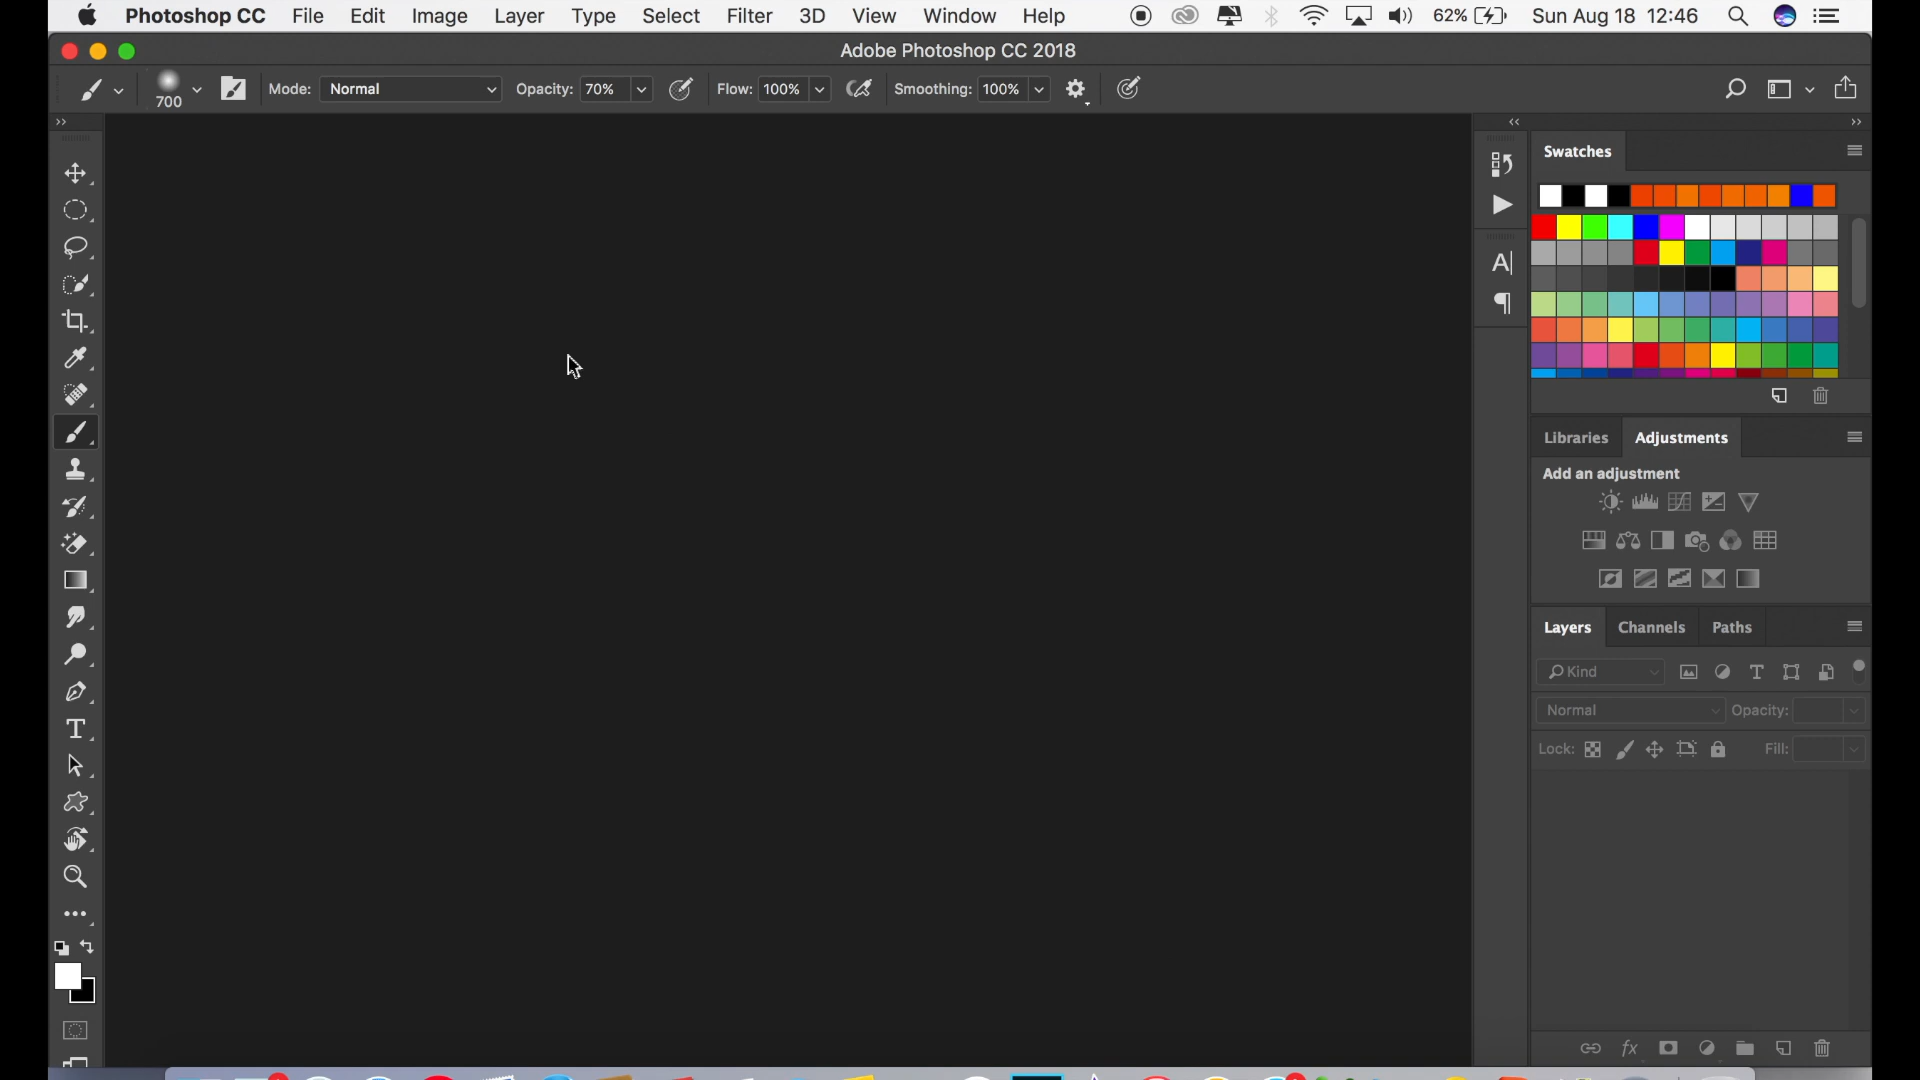 Photoshop CC File Edit Image Layer Type Select Filter 3D View Window Help 62% Sun Aug 18 12:46
Adobe Photoshop CC 2018
700 Mode: Normal Opacity: 70% Flow: 100% Smoothing: 100%
Swatches
Libraries Adjustments
Add an adjustment
Layers Channels Paths
Kind
Normal Opacity:
Lock: Fill: